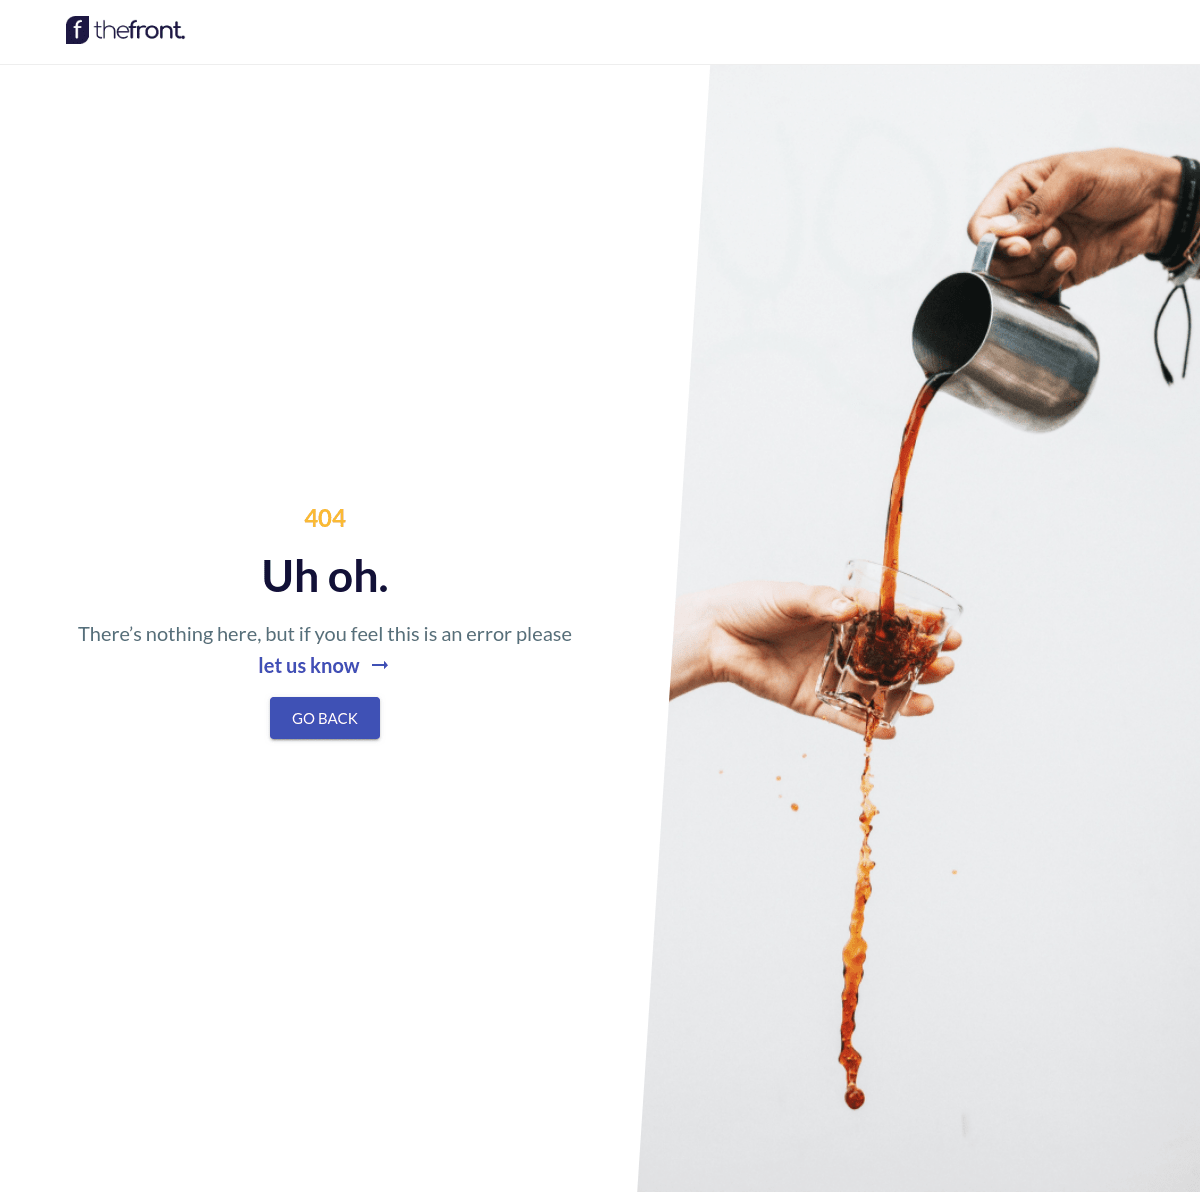 f thefront.
404
Uh oh.
There’s nothing here, but if you feel this is an error please
let us know →
GO BACK